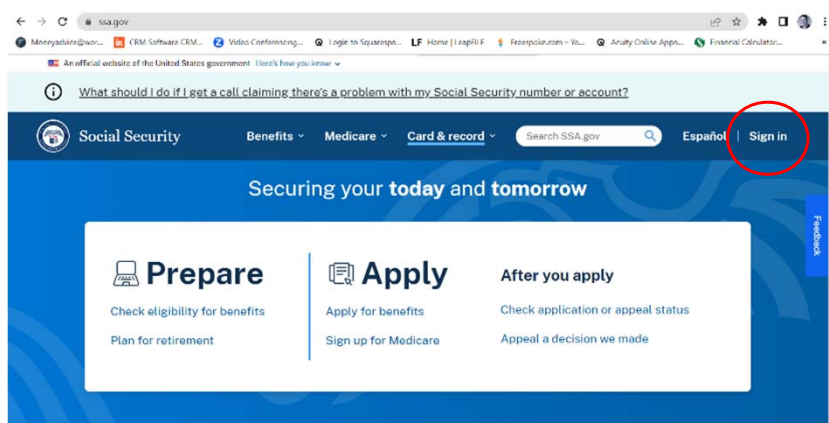 ssa.gov
CRM Software CRM... Video Conferencing... Login to Squarespa... LF Home | LeapFILE Freespoke.com – Yo... Acuity Online Appo... Financial Calculator...
An official website of the United States government Here's how you know
What should I do if I get a call claiming there's a problem with my Social Security number or account?
Social Security Benefits Medicare Card & record Search SSA.gov Español | Sign in
Securing your today and tomorrow
Feedback
Prepare Apply After you apply
Check eligibility for benefits Apply for benefits Check application or appeal status
Plan for retirement Sign up for Medicare Appeal a decision we made